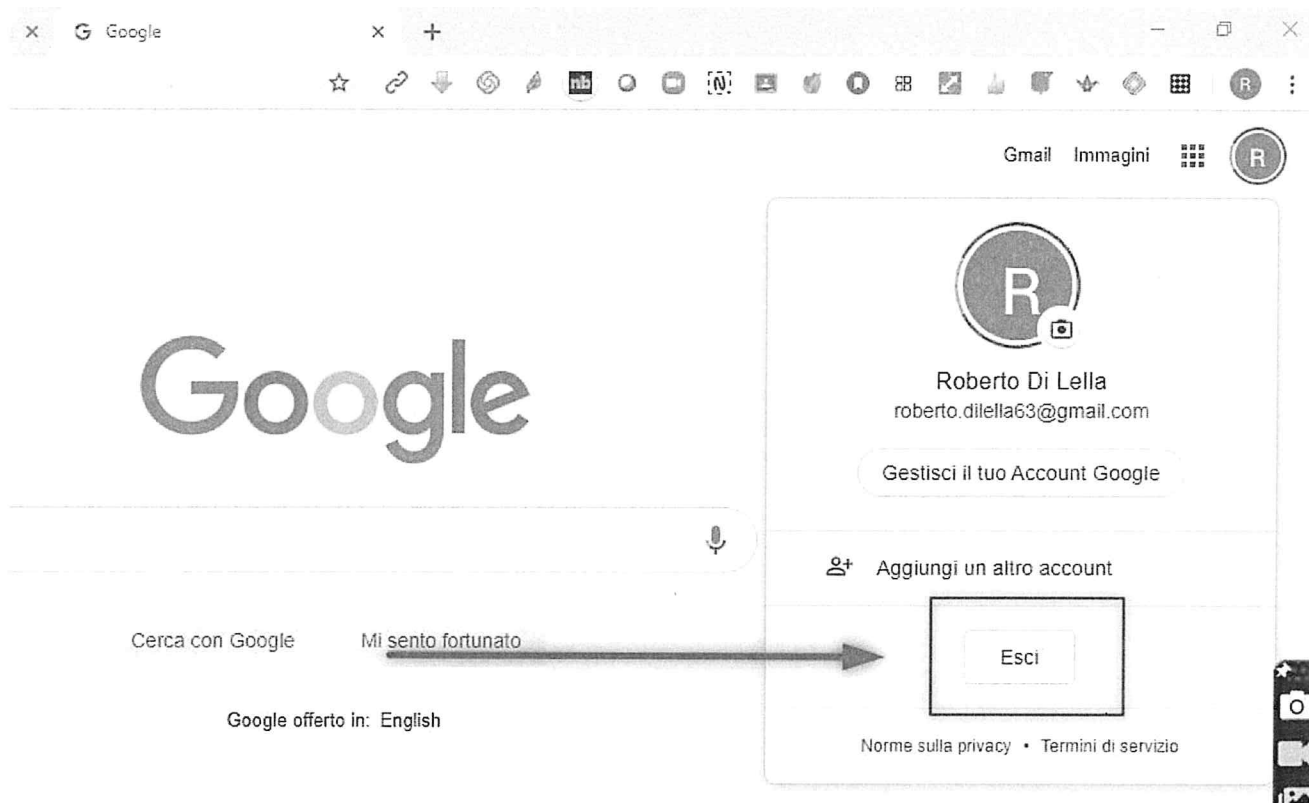 Google
nb
N
R
Gmail Immagini
R
R
Google
Roberto Di Lella
roberto.dilella63@gmail.com
Gestisci il tuo Account Google
Aggiungi un altro account
Cerca con Google Mi sento fortunato
Esci
Google offerto in: English
Norme sulla privacy • Termini di servizio